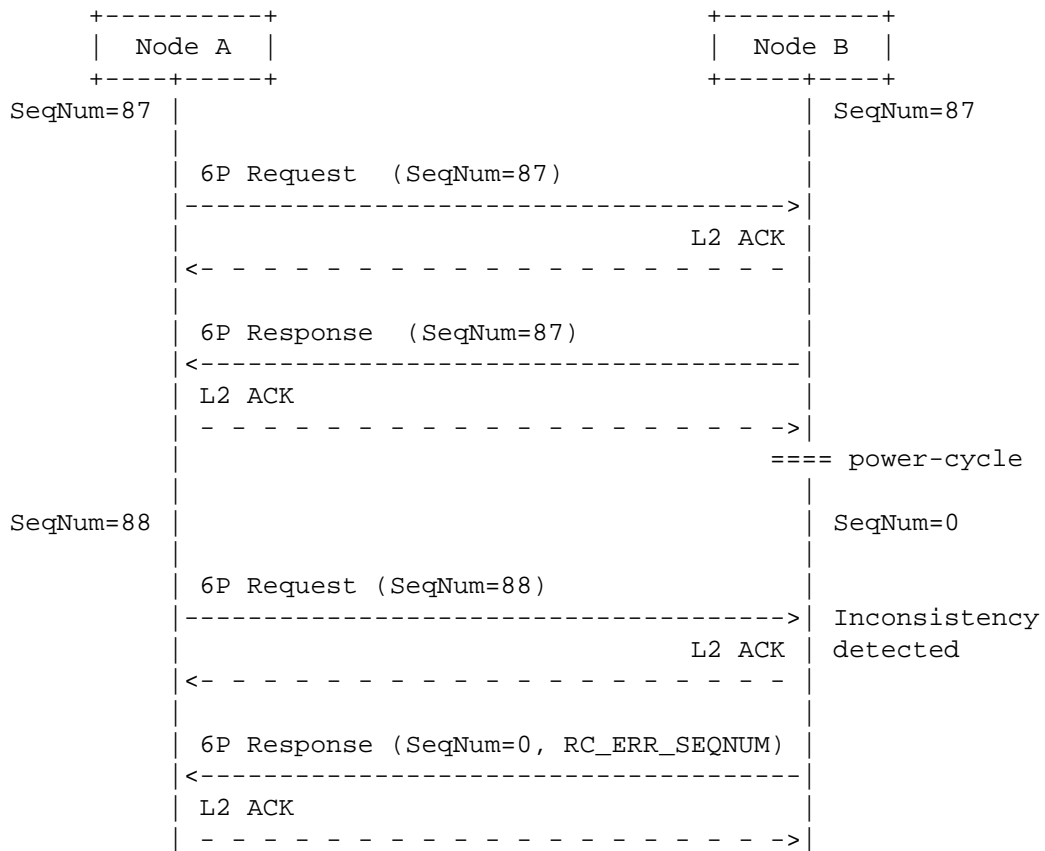 Node A Node B
SeqNum=87 SeqNum=87
6P Request (SeqNum=87)
L2 ACK
6P Response (SeqNum=87)
L2 ACK
==== power-cycle
SeqNum=88 SeqNum=0
6P Request (SeqNum=88)
Inconsistency
L2 ACK detected
6P Response (SeqNum=0, RC_ERR_SEQNUM)
L2 ACK